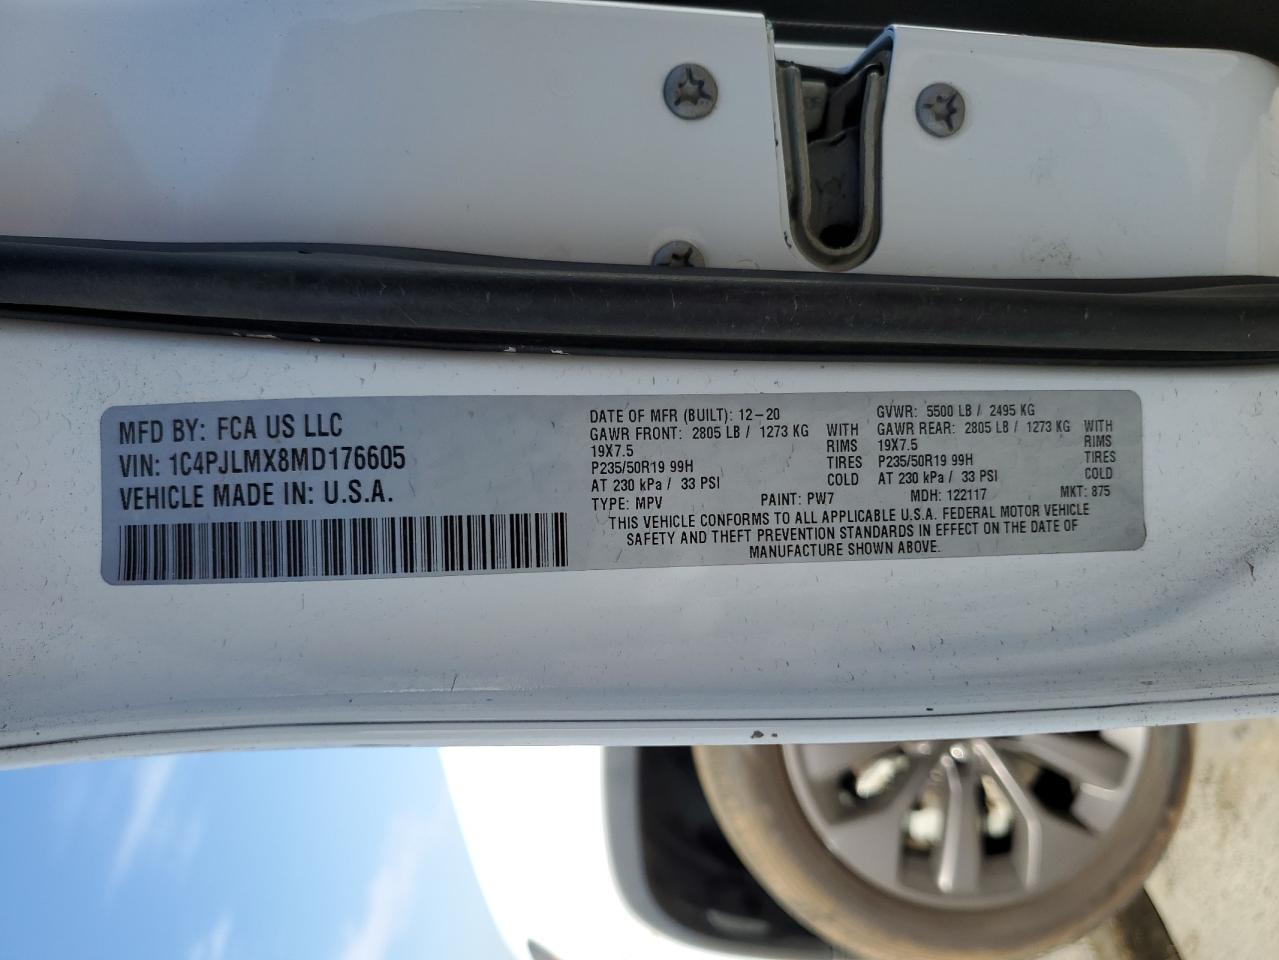 MFD BY: FCA US LLC
VIN: 1C4PJLMX8MD176605
VEHICLE MADE IN: U.S.A.
DATE OF MFR (BUILT): 12-20
GAWR FRONT: 2805 LB / 1273 KG WITH
19X7.5 RIMS
P235/50R19 99H TIRES
AT 230 kPa / 33 PSI COLD
GVWR: 5500 LB / 2495 KG
GAWR REAR: 2805 LB / 1273 KG WITH
19X7.5 RIMS
P235/50R19 99H TIRES
AT 230 kPa / 33 PSI COLD
TYPE: MPV PAINT: PW7 MDH: 122117 MKT: 875
THIS VEHICLE CONFORMS TO ALL APPLICABLE U.S.A. FEDERAL MOTOR VEHICLE
SAFETY AND THEFT PREVENTION STANDARDS IN EFFECT ON THE DATE OF
MANUFACTURE SHOWN ABOVE.